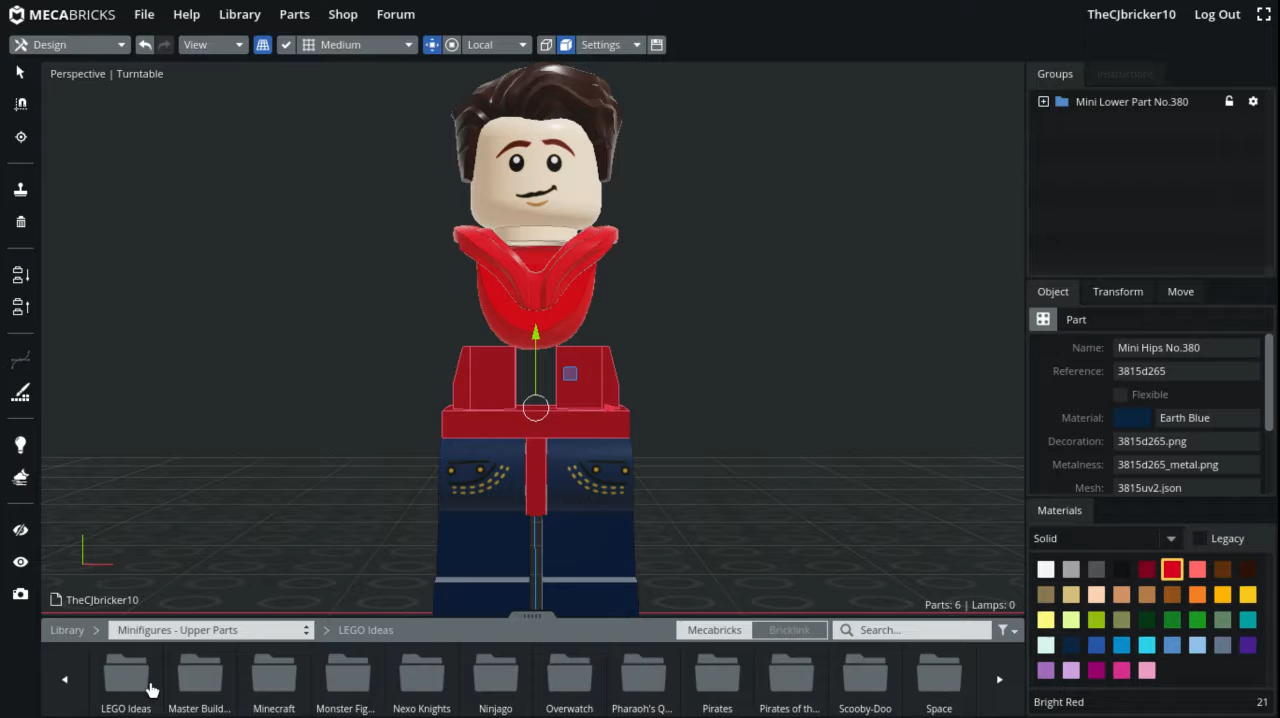 MECABRICKS File Help Library Parts Shop Forum TheCJbricker10 Log Out
Design View Medium Local Settings
Perspective | Turntable
Groups Instructions
Mini Lower Part No.380
Object Transform Move
Part
Name: Mini Hips No.380
Reference: 3815d265
Flexible
Material: Earth Blue
Decoration: 3815d265.png
Metalness: 3815d265_metal.png
Mesh: 3815uv2.json
Materials
Solid Legacy
Bright Red 21
TheCJbricker10 Parts: 6 | Lamps: 0
Library Minifigures - Upper Parts LEGO Ideas Mecabricks Bricklink Search...
LEGO Ideas Master Build... Minecraft Monster Fig... Nexo Knights Ninjago Overwatch Pharaoh's Q... Pirates Pirates of th... Scooby-Doo Space